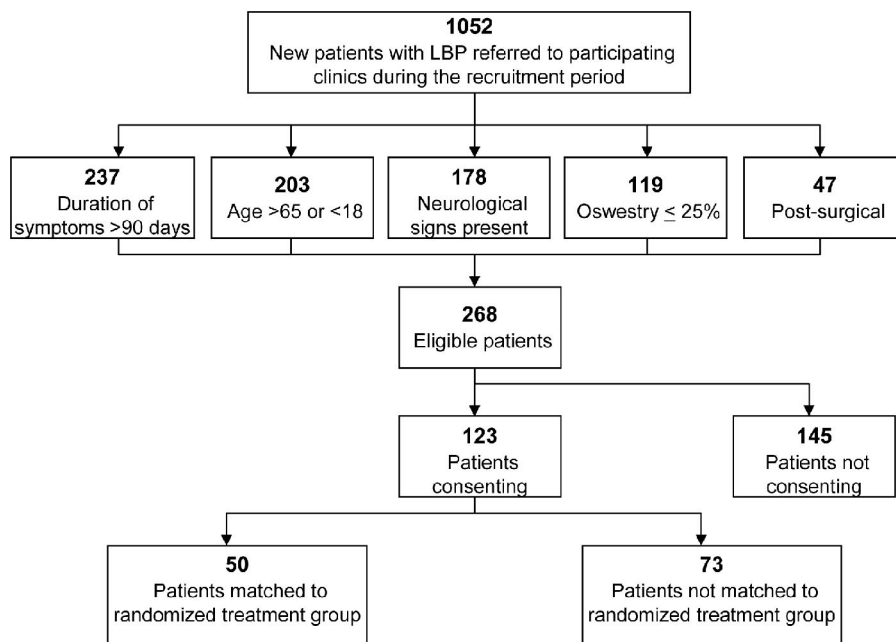 1052
New patients with LBP referred to participating
clinics during the recruitment period
237
Duration of
symptoms >90 days
203
Age >65 or <18
178
Neurological
signs present
119
Oswestry ≤ 25%
47
Post-surgical
268
Eligible patients
123
Patients
consenting
145
Patients not
consenting
50
Patients matched to
randomized treatment group
73
Patients not matched to
randomized treatment group